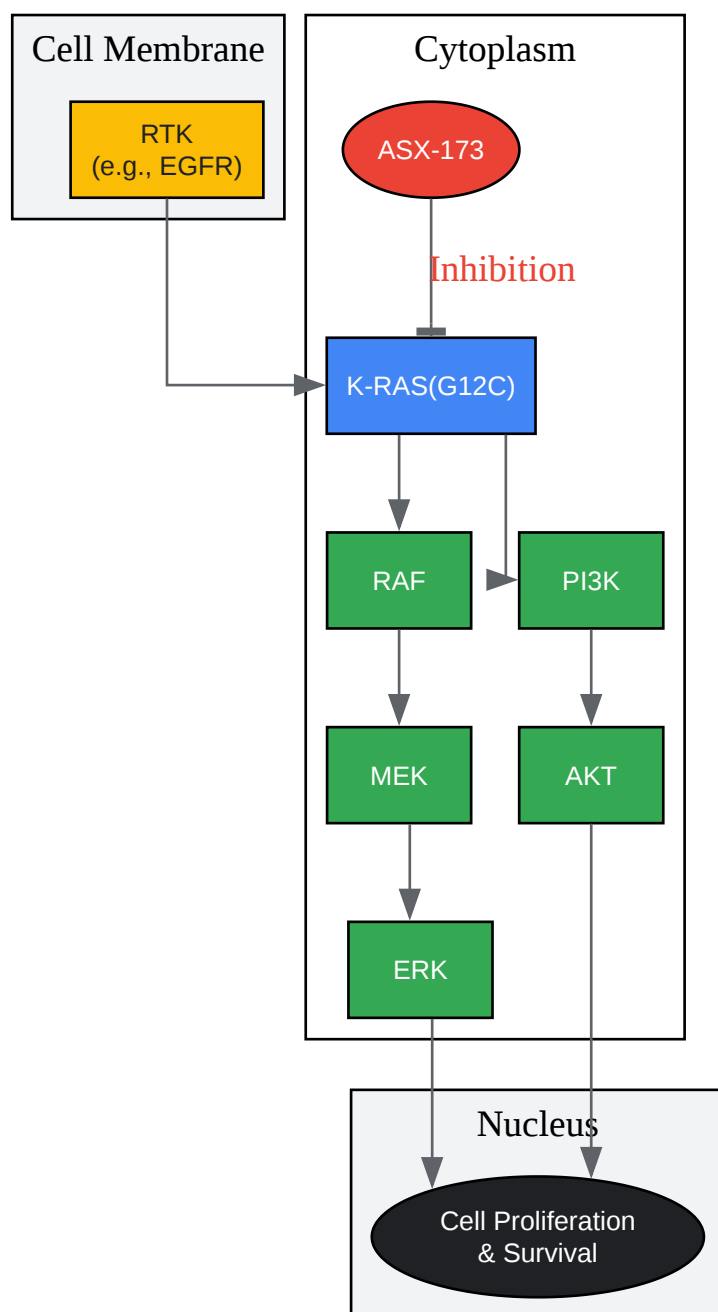 Cell Membrane
Cytoplasm
RTK
(e.g., EGFR)
ASX-173
Inhibition
K-RAS(G12C)
RAF
PI3K
MEK
AKT
ERK
Nucleus
Cell Proliferation
& Survival